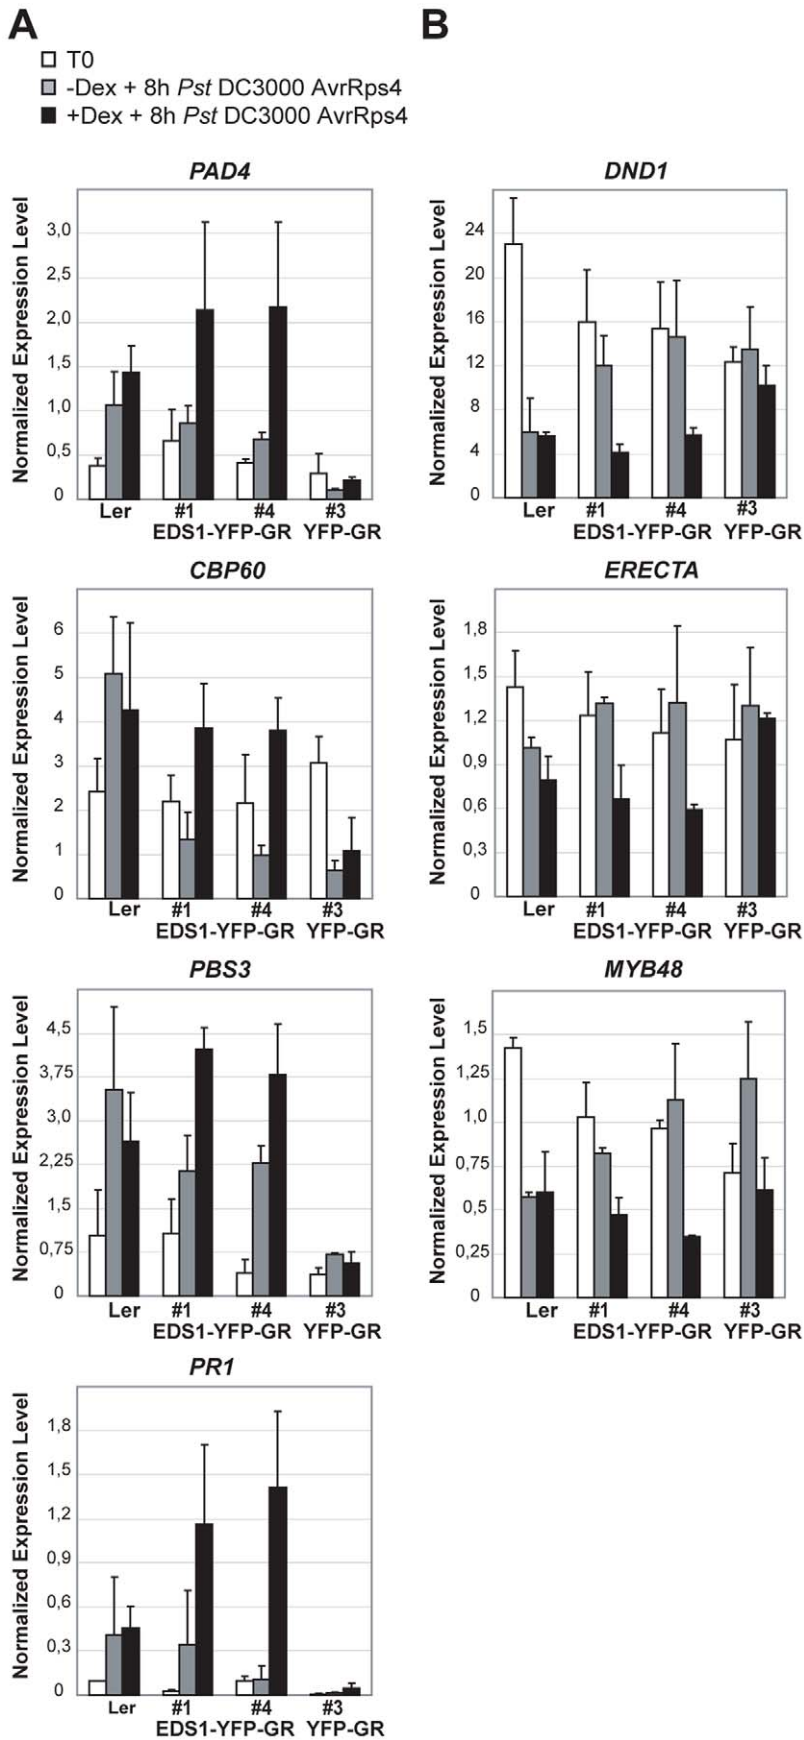 A
T0
-Dex + 8h Pst DC3000 AvrRps4
+Dex + 8h Pst DC3000 AvrRps4
PAD4
Normalized Expression Level
3,0
2,5
2,0
1,5
1,0
0,5
0
Ler #1 #4 #3
EDS1-YFP-GR YFP-GR
CBP60
Normalized Expression Level
6
5
4
3
2
1
0
Ler #1 #4 #3
EDS1-YFP-GR YFP-GR
PBS3
Normalized Expression Level
4,5
3,75
3,0
2,25
1,5
0,75
0
Ler #1 #4 #3
EDS1-YFP-GR YFP-GR
PR1
Normalized Expression Level
1,8
1,5
1,2
0,9
0,6
0,3
0
Ler #1 #4 #3
EDS1-YFP-GR YFP-GR
B
DND1
Normalized Expression Level
24
20
16
12
8
4
0
Ler #1 #4 #3
EDS1-YFP-GR YFP-GR
ERECTA
Normalized Expression Level
1,8
1,5
1,2
0,9
0,6
0,3
0
Ler #1 #4 #3
EDS1-YFP-GR YFP-GR
MYB48
Normalized Expression Level
1,5
1,25
1,0
0,75
0,5
0,25
0
Ler #1 #4 #3
EDS1-YFP-GR YFP-GR